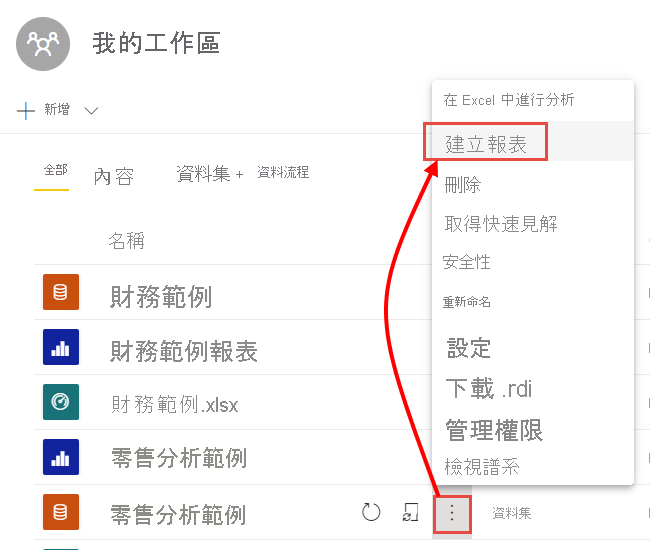 我的工作區
新增
在 Excel 中進行分析
建立報表
全部
內容
資料集 +
資料流程
刪除
取得快速見解
名稱
安全性
財務範例
重新命名
財務範例報表
設定
下載 .rdi
財務範例.xlsx
管理權限
零售分析範例
檢視譜系
零售分析範例
資料集